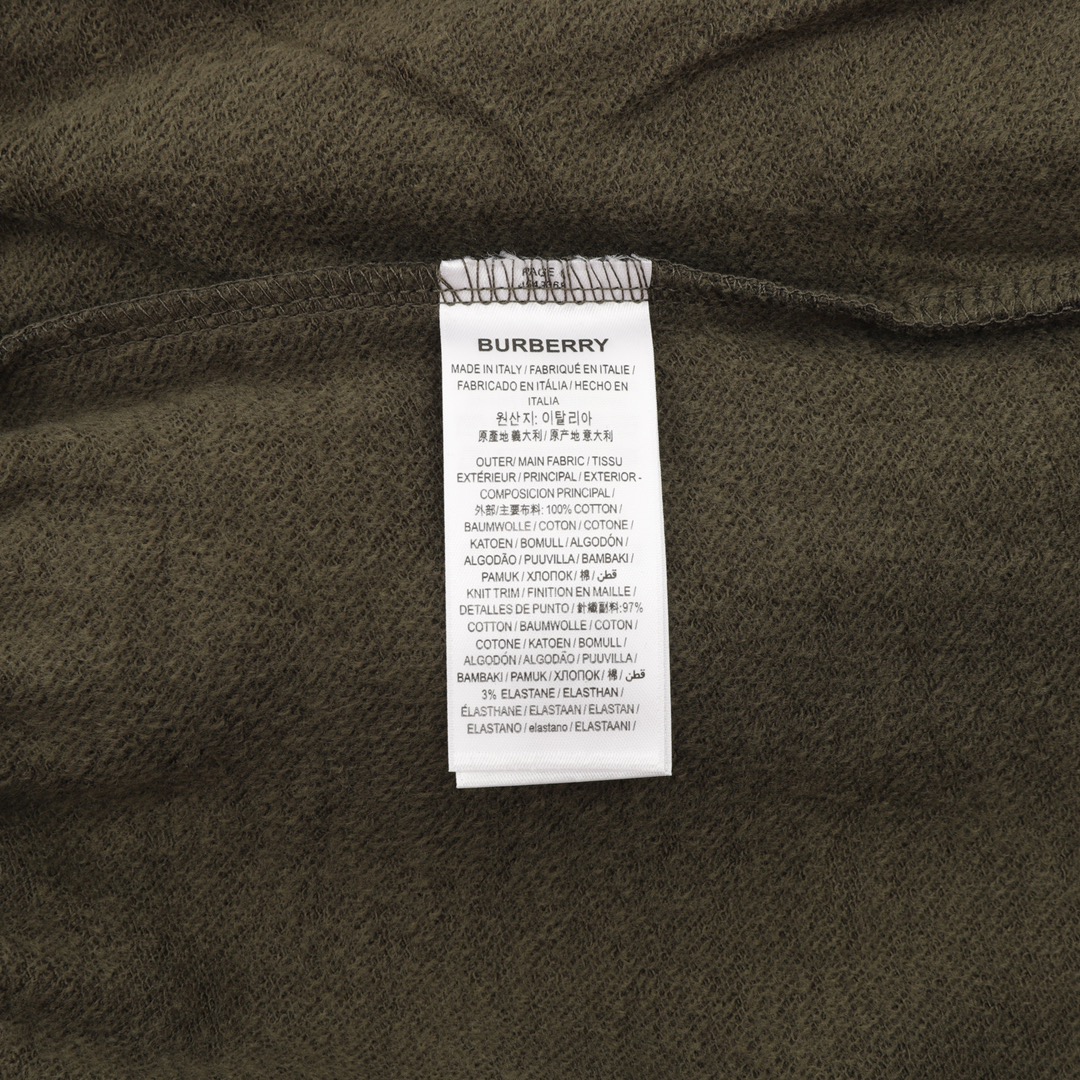 PAGE
BURBERRY
MADE IN ITALY / FABRIQUÉ EN ITALIE /
FABRICADO EN ITÁLIA / HECHO EN
ITALIA
원산지: 이탈리아
原產地義大利 / 原产地意大利
OUTER/ MAIN FABRIC / TISSU
EXTÉRIEUR / PRINCIPAL / EXTERIOR -
COMPOSICION PRINCIPAL /
外部/主要布料: 100% COTTON /
BAUMWOLLE / COTON / COTONE /
KATOEN / BOMULL / ALGODÓN /
ALGODÃO / PUUVILLA / BAMBAKI /
PAMUK / ХЛОПОК / 棉 / قطن
KNIT TRIM / FINITION EN MAILLE /
DETALLES DE PUNTO / 針織副料:97%
COTTON / BAUMWOLLE / COTON /
COTONE / KATOEN / BOMULL /
ALGODÓN / ALGODÃO / PUUVILLA /
BAMBAKI / PAMUK / ХЛОПОК / 棉 / قطن
3% ELASTANE / ELASTHAN /
ÉLASTHANE / ELASTAAN / ELASTAN /
ELASTANO / elastano / ELASTAANI /